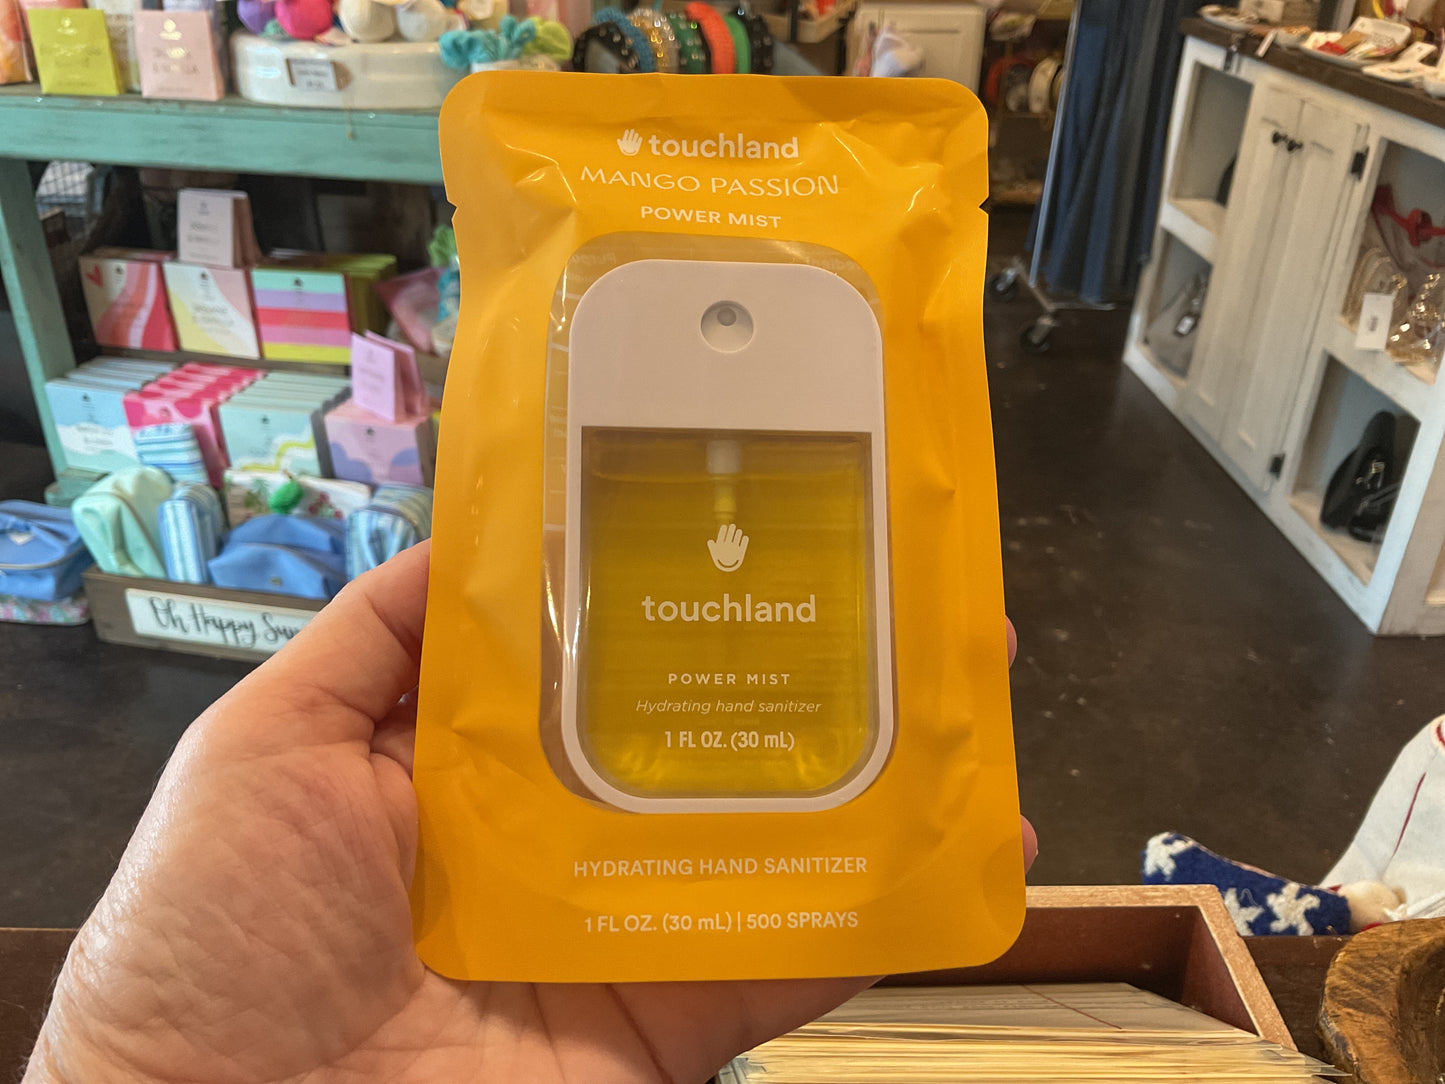 touchland
MANGO PASSION
POWER MIST
touchland
POWER MIST
Hydrating hand sanitizer
1 FL OZ. (30 mL)
HYDRATING HAND SANITIZER
1 FL OZ. (30 mL) | 500 SPRAYS
Oh Happy